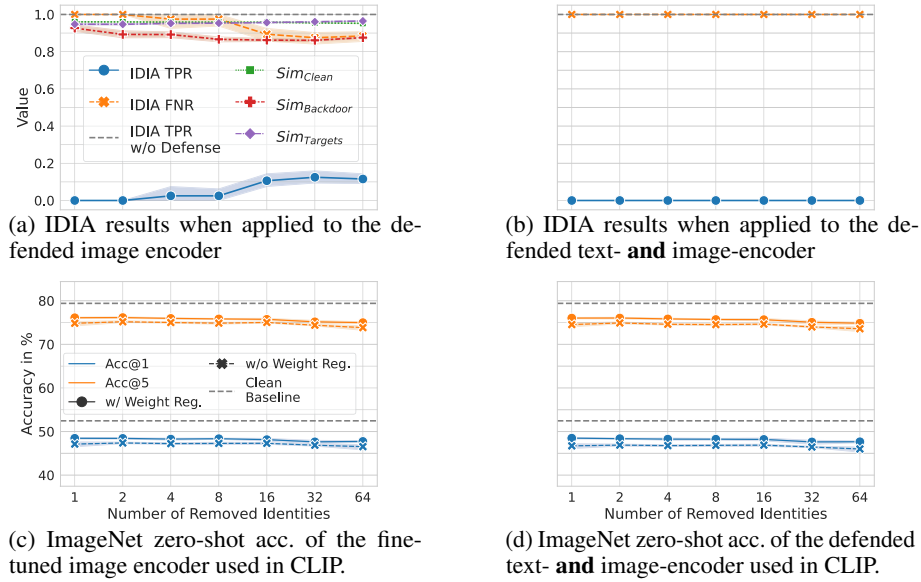 1.0
0.8
0.6
0.4
0.2
0.0
Value
IDIA TPR
IDIA FNR
IDIA TPR
w/o Defense
Sim_Clean
Sim_Backdoor
Sim_Targets
(a) IDIA results when applied to the de-
fended image encoder
(b) IDIA results when applied to the de-
fended text- and image-encoder
80
70
60
50
40
Accuracy in %
Acc@1
Acc@5
w/ Weight Reg.
w/o Weight Reg.
Clean
Baseline
1 2 4 8 16 32 64
Number of Removed Identities
1 2 4 8 16 32 64
Number of Removed Identities
(c) ImageNet zero-shot acc. of the fine-
tuned image encoder used in CLIP.
(d) ImageNet zero-shot acc. of the defended
text- and image-encoder used in CLIP.